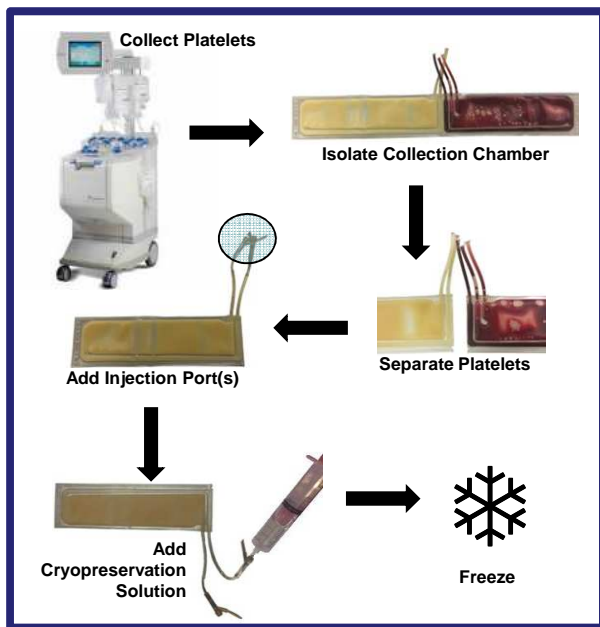 Collect Platelets
Isolate Collection Chamber
Separate Platelets
Add Injection Port(s)
Add
Cryopreservation
Solution
Freeze